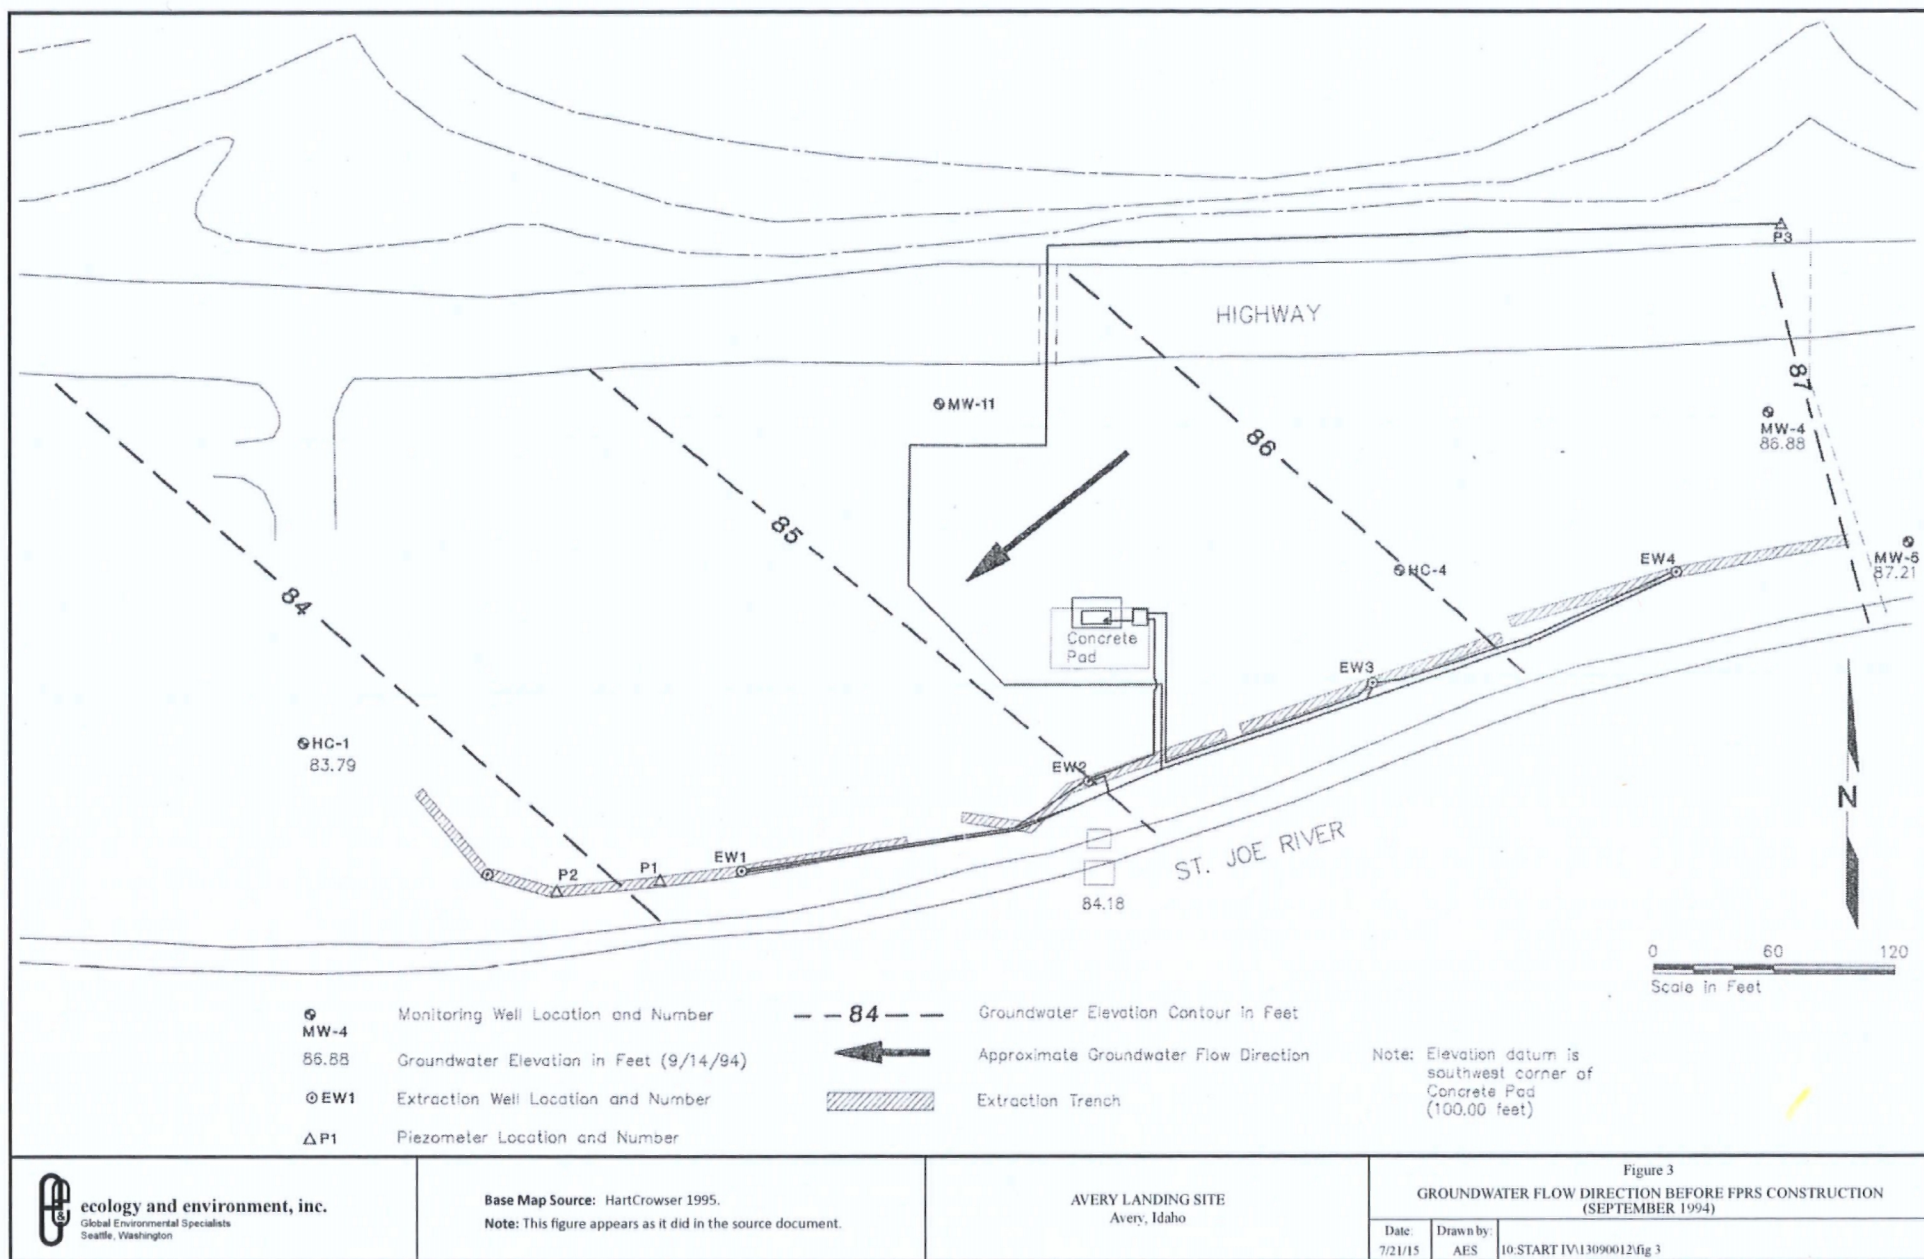 P3
HIGHWAY
87
MW-11
MW-4
86.88
86
85
HC-4
EW4
MW-5
87.21
84
Concrete
Pad
EW3
HC-1
83.79
EW2
N
EW1
P1
P2
ST. JOE RIVER
84.18
0 60 120
Scale in Feet
MW-4
Monitoring Well Location and Number
86.88
Groundwater Elevation in Feet (9/14/94)
EW1
Extraction Well Location and Number
P1
Piezometer Location and Number
84
Groundwater Elevation Contour in Feet
Approximate Groundwater Flow Direction
Extraction Trench
Note: Elevation datum is
southwest corner of
Concrete Pad
(100.00 feet)
ecology and environment, inc.
Global Environmental Specialists
Seattle, Washington
Base Map Source: HartCrowser 1995.
Note: This figure appears as it did in the source document.
AVERY LANDING SITE
Avery, Idaho
Figure 3
GROUNDWATER FLOW DIRECTION BEFORE FPRS CONSTRUCTION
(SEPTEMBER 1994)
Date:
7/21/15
Drawn by:
AES
10:START IV\13090012\fig 3